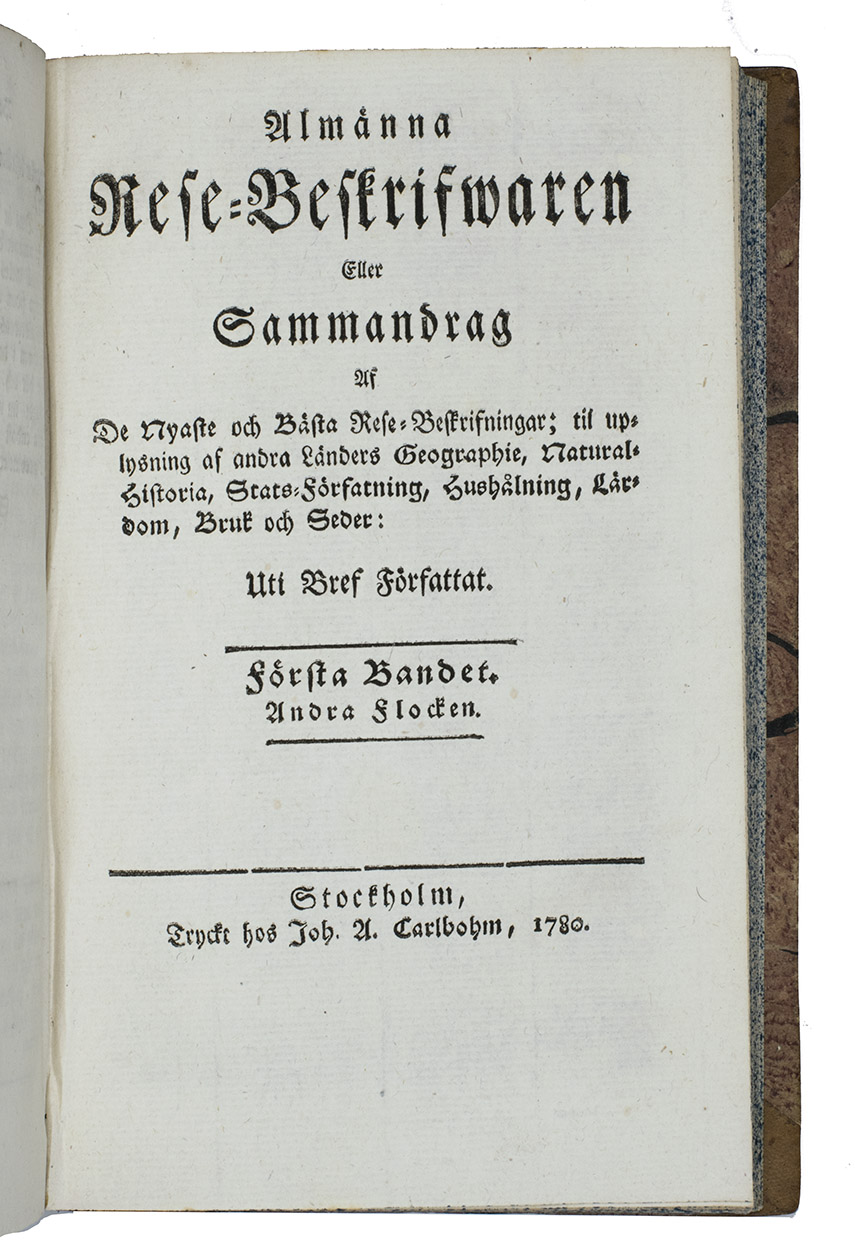 Almänna
Rese-Beskrifwaren
Eller
Sammandrag
Af
De Nyaste och Bästa Rese-Beskrifningar; til up-
lysning af andra Länders Geographie, Natural-
Historia, Stats-Författning, Hushålning, Lär-
dom, Bruk och Seder:
Uti Bref Författat.
Första Bandet.
Andra Flocken.
Stockholm,
Tryckt hos Joh. A. Carlbohm, 1780.